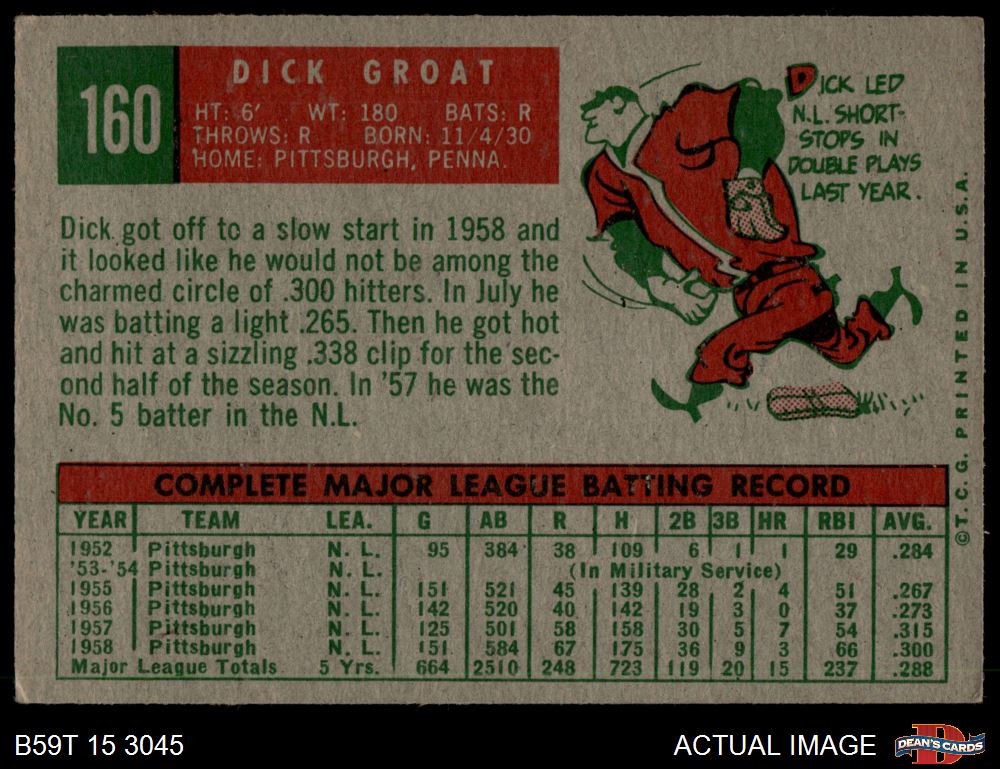 160
DICK GROAT
HT: 6' WT: 180 BATS: R
THROWS: R BORN: 11/4/30
HOME: PITTSBURGH, PENNA.
DICK LED
N.L. SHORT-
STOPS IN
DOUBLE PLAYS
LAST YEAR.
Dick got off to a slow start in 1958 and
it looked like he would not be among the
charmed circle of .300 hitters. In July he
was batting a light .265. Then he got hot
and hit at a sizzling .338 clip for the sec-
ond half of the season. In '57 he was the
No. 5 batter in the N.L.
COMPLETE MAJOR LEAGUE BATTING RECORD
YEAR TEAM LEA. G AB R H 2B 3B HR RBI AVG.
1952 Pittsburgh N. L. 95 384 38 109 6 1 1 29 .284
'53-'54 Pittsburgh N. L. (In Military Service)
1955 Pittsburgh N. L. 151 521 45 139 28 2 4 51 .267
1956 Pittsburgh N. L. 142 520 40 142 19 3 0 37 .273
1957 Pittsburgh N. L. 125 501 58 158 30 5 7 54 .315
1958 Pittsburgh N. L. 151 584 67 175 36 9 3 66 .300
Major League Totals 5 Yrs. 664 2510 248 723 119 20 15 237 .288
©T. C. G. PRINTED IN U.S.A.
B59T 15 3045
ACTUAL IMAGE
D
DEAN'S CARDS